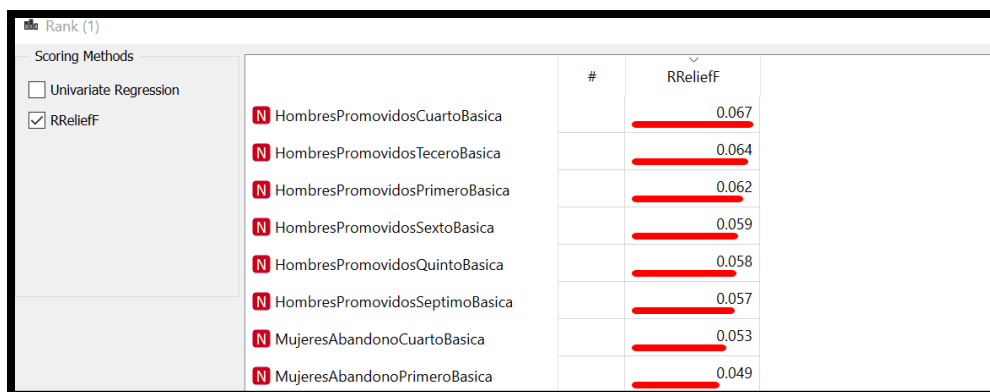 Rank (1)
Scoring Methods
Univariate Regression
RReliefF
# RReliefF
N HombresPromovidosCuartoBasica 0.067
N HombresPromovidosTeceroBasica 0.064
N HombresPromovidosPrimeroBasica 0.062
N HombresPromovidosSextoBasica 0.059
N HombresPromovidosQuintoBasica 0.058
N HombresPromovidosSeptimoBasica 0.057
N MujeresAbandonoCuartoBasica 0.053
N MujeresAbandonoPrimeroBasica 0.049